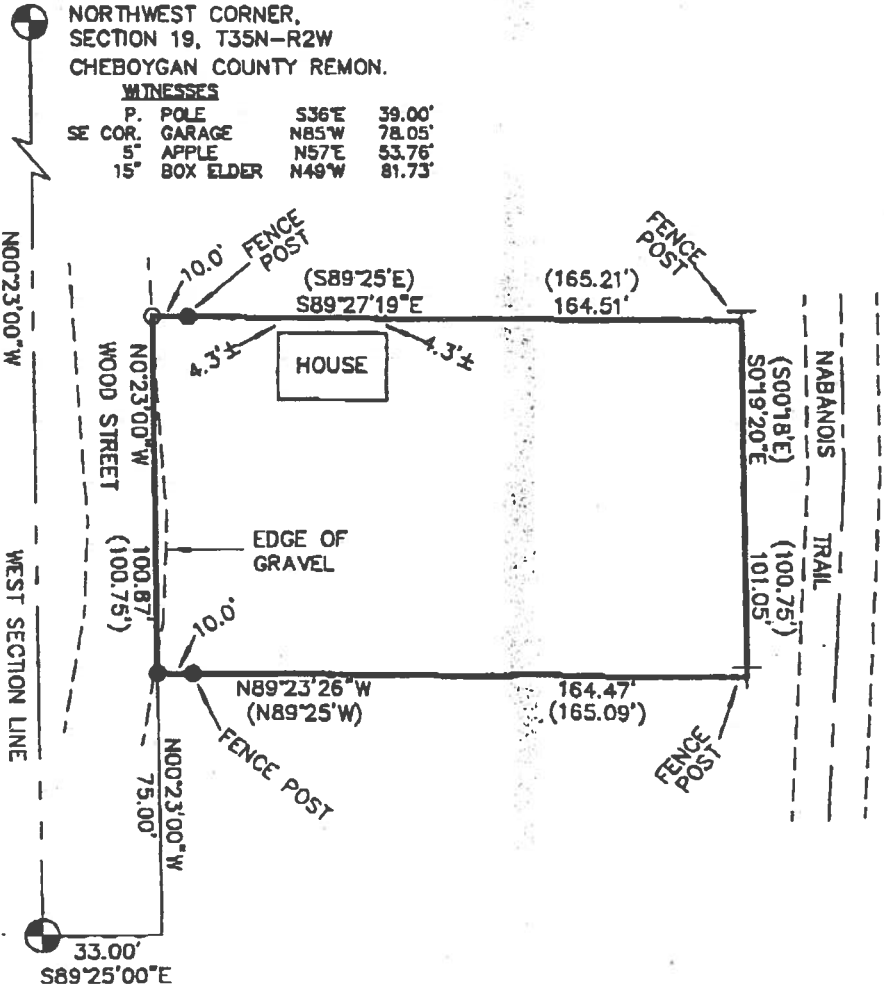 NORTHWEST CORNER,
SECTION 19, T35N-R2W
CHEBOYGAN COUNTY REMON.
WITNESSES
P. POLE S36°E 39.00'
SE COR. GARAGE N85°W 78.05'
5" APPLE N57°E 53.76'
15" BOX ELDER N49°W 81.73'
N00°23'00"W
WEST SECTION LINE
10.0'
FENCE
POST
(S89°25'E)
S89°27'19"E
(165.21')
164.51'
FENCE
POST
4.3'±
HOUSE
4.3'±
N0°23'00"W
WOOD STREET
100.87'
(100.75')
EDGE OF
GRAVEL
(S00°18'E)
S0°19'20"E
(100.75')
101.05'
NABANOIS TRAIL
10.0'
N89°23'26"W
(N89°25'W)
164.47'
(165.09')
FENCE POST
FENCE
POST
N00°23'00"W
75.00'
33.00'
S89°25'00"E